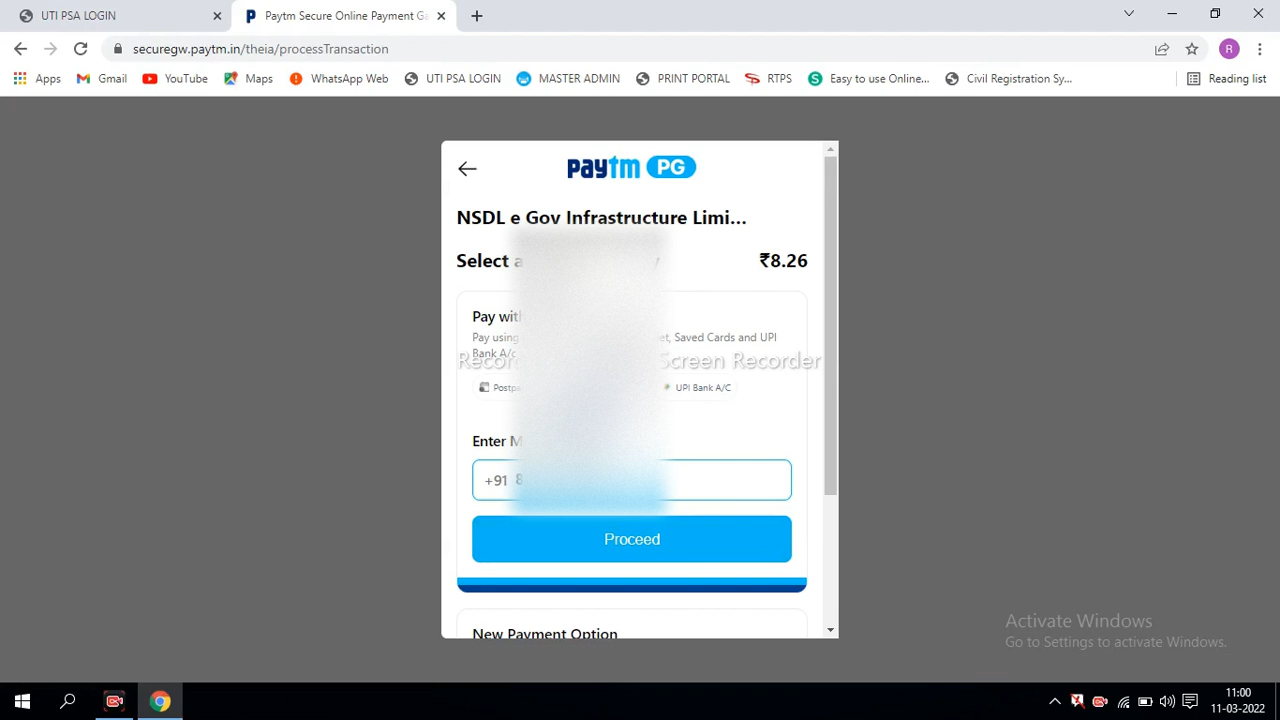 UTI PSA LOGIN
Paytm Secure Online Payment Ga
securegw.paytm.in/theia/processTransaction
R
Apps Gmail YouTube Maps WhatsApp Web UTI PSA LOGIN MASTER ADMIN PRINT PORTAL RTPS Easy to use Online... Civil Registration Sy... Reading list
paytm PG
NSDL e Gov Infrastructure Limi...
Select ₹8.26
Pay with
Pay using Saved Cards and UPI
Bank A/c
Screen Recorder
UPI Bank A/C
Enter
+91 8
Proceed
New Payment Option
Activate Windows
Go to Settings to activate Windows.
11:00
11-03-2022